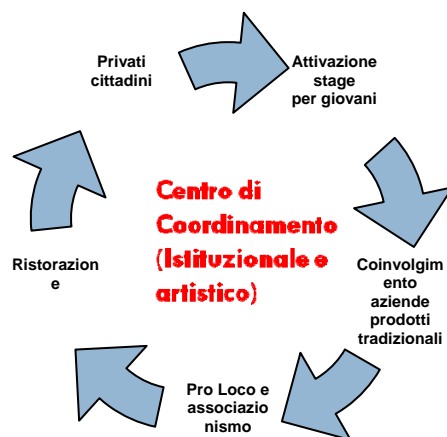 Privati
cittadini
Attivazione
stage
per giovani
Centro di
Coordinamento
(Istituzionale e
artistico)
Ristorazion
e
Coinvolgim
ento
aziende
prodotti
tradizionali
Pro Loco e
associazio
nismo